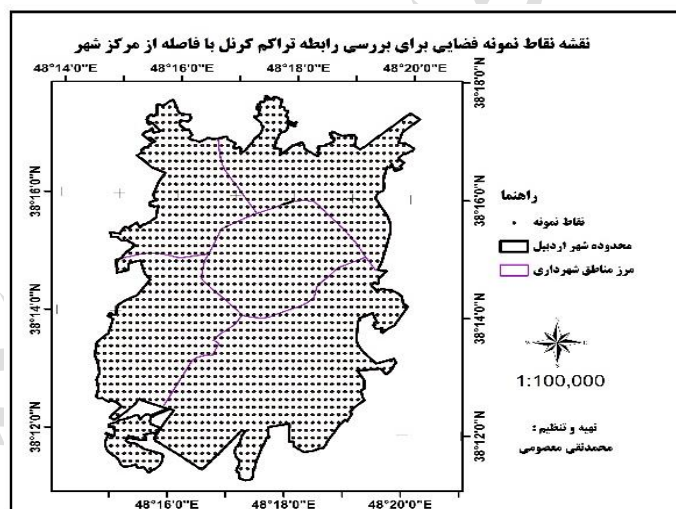 نقشه نقاط نمونه فضایی برای بررسی رابطه تراکم کرنل با فاصله از مرکز شهر
48°14'0"E 48°16'0"E 48°18'0"E 48°20'0"E
38°18'0"N
38°16'0"N 38°16'0"N
38°14'0"N 38°14'0"N
38°12'0"N 38°12'0"N
48°16'0"E 48°18'0"E 48°20'0"E
راهنما
نقاط نمونه
محدوده شهر اردبیل
مرز مناطق شهرداری
1:100,000
تهیه و تنظیم :
محمدتقی معصومی